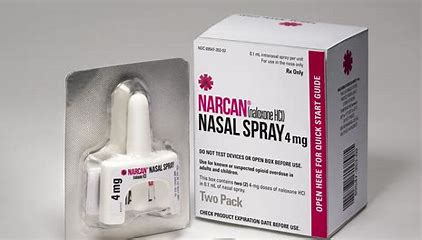 NDC 69547-353-02
0.1 mL intranasal spray per unit
For use in the nose only
Rx Only
NARCAN® (naloxone HCl)
NASAL SPRAY 4 mg
DO NOT TEST DEVICES OR OPEN BOX BEFORE USE.
Use for known or suspected opioid overdose in
adults and children.
This box contains two (2) 4 mg doses of naloxone HCl
in 0.1 mL of nasal spray.
Two Pack
CHECK PRODUCT EXPIRATION DATE BEFORE USE.
OPEN HERE FOR QUICK START GUIDE
NARCAN
NASAL SPRAY
4 mg